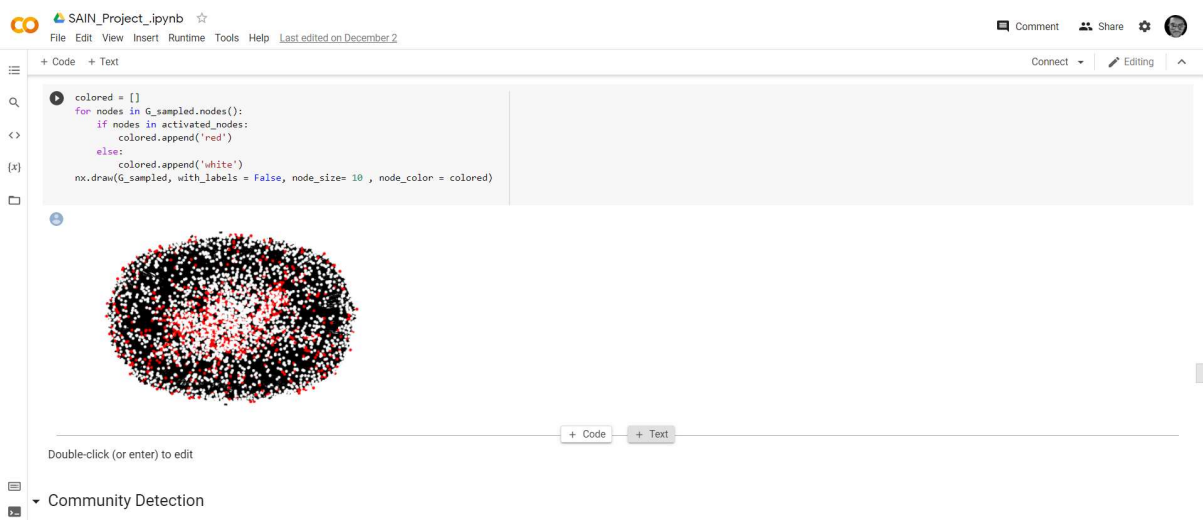 SAIN_Project_.ipynb
File Edit View Insert Runtime Tools Help Last edited on December 2
Comment Share
+ Code + Text
Connect Editing
{x}
colored = []
for nodes in G_sampled.nodes():
    if nodes in activated_nodes:
        colored.append('red')
    else:
        colored.append('white')
nx.draw(G_sampled, with_labels = False, node_size= 10 , node_color = colored)
+ Code + Text
Double-click (or enter) to edit
Community Detection